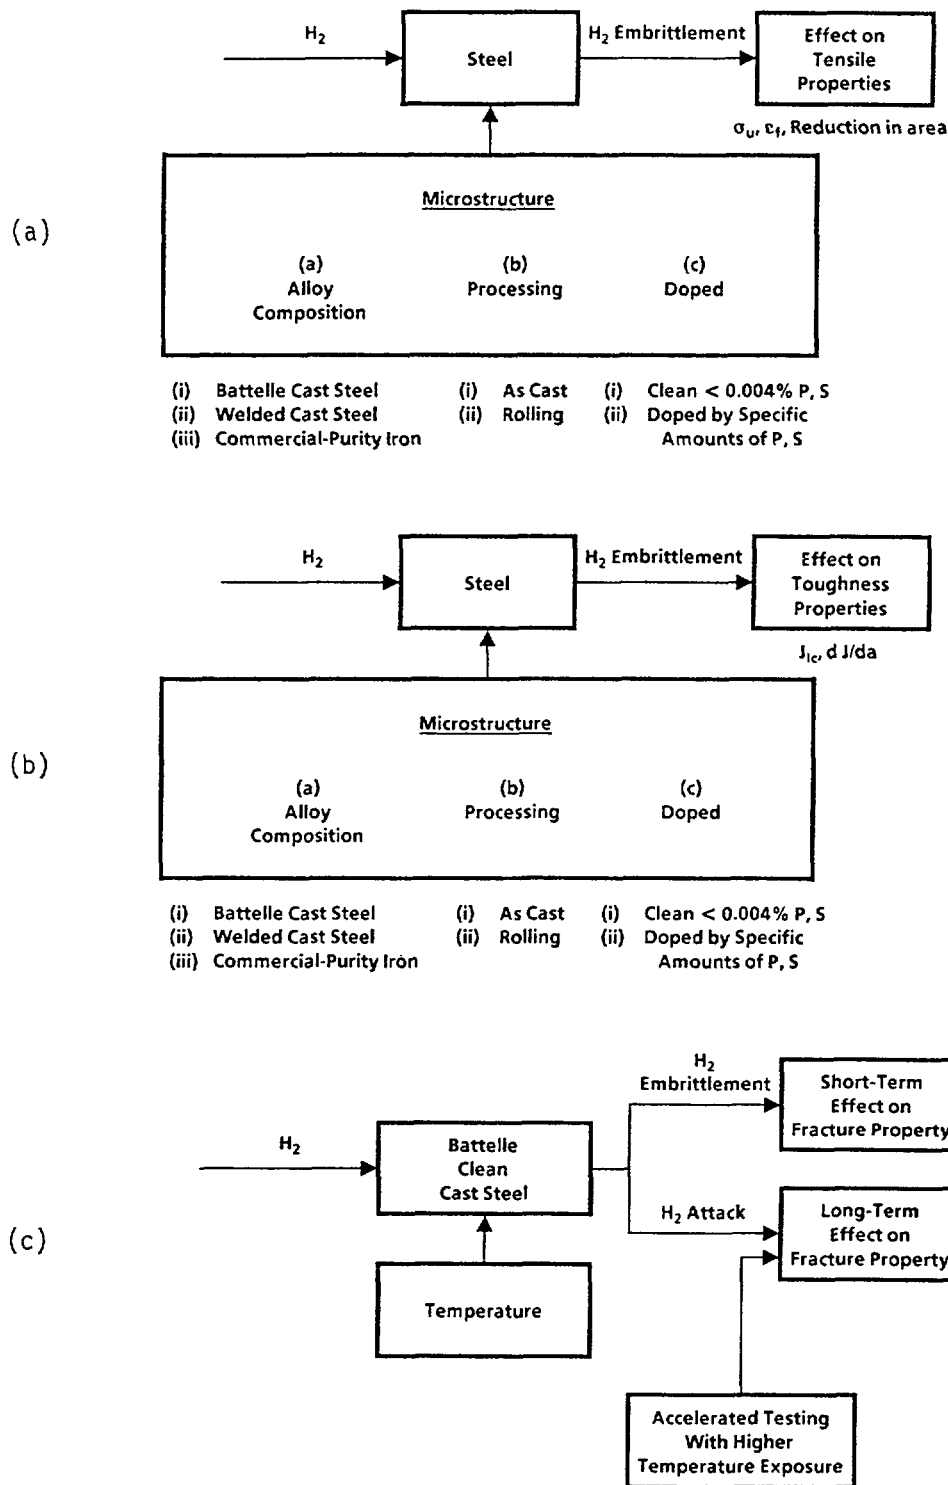 (a)
H₂
Steel
H₂ Embrittlement
Effect on
Tensile
Properties
σᵤ, εf, Reduction in area
Microstructure
(a)
Alloy
Composition
(b)
Processing
(c)
Doped
(i) Battelle Cast Steel
(ii) Welded Cast Steel
(iii) Commercial-Purity Iron
(i) As Cast
(ii) Rolling
(i) Clean < 0.004% P, S
(ii) Doped by Specific
Amounts of P, S
(b)
H₂
Steel
H₂ Embrittlement
Effect on
Toughness
Properties
JIc, d J/da
Microstructure
(a)
Alloy
Composition
(b)
Processing
(c)
Doped
(i) Battelle Cast Steel
(ii) Welded Cast Steel
(iii) Commercial-Purity Iron
(i) As Cast
(ii) Rolling
(i) Clean < 0.004% P, S
(ii) Doped by Specific
Amounts of P, S
(c)
H₂
Battelle
Clean
Cast Steel
Temperature
H₂
Embrittlement
Short-Term
Effect on
Fracture Property
H₂ Attack
Long-Term
Effect on
Fracture Property
Accelerated Testing
With Higher
Temperature Exposure